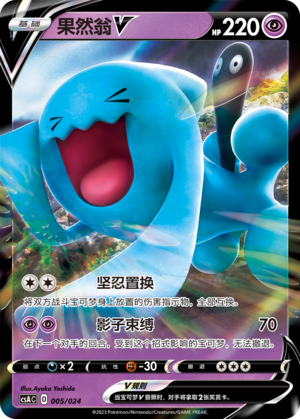 基础 果然翁V HP220
坚忍置换
将双方战斗宝可梦身上放置的伤害指示物，全部互换。
影子束缚 70
在下一个对手的回合，受到这个招式影响的宝可梦，无法撤退。
弱点 ×2 抗性 -30 撤退
V规则
当宝可梦V昏厥时，对手将拿取2张奖赏卡。
Illus.Ayaka Yoshida
csAC D 005/024
©2023 Pokémon/Nintendo/Creatures/GAME FREAK.